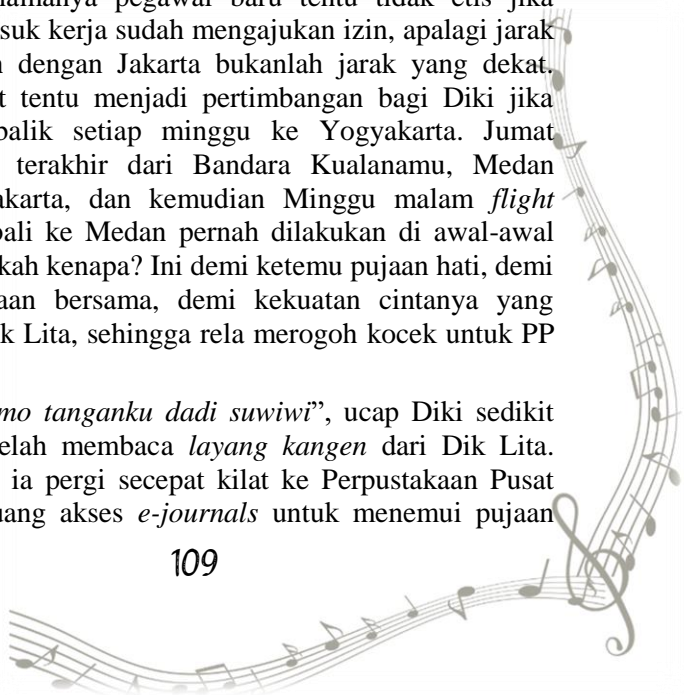 namanya pegawai baru tentu tidak etis jika
suk kerja sudah mengajukan izin, apalagi jarak
n dengan Jakarta bukanlah jarak yang dekat.
t tentu menjadi pertimbangan bagi Diki jika
balik setiap minggu ke Yogyakarta. Jumat
terakhir dari Bandara Kualanamu, Medan
akarta, dan kemudian Minggu malam flight
bali ke Medan pernah dilakukan di awal-awal
kah kenapa? Ini demi ketemu pujaan hati, demi
aan bersama, demi kekuatan cintanya yang
k Lita, sehingga rela merogoh kocek untuk PP
mo tanganku dadi suwiwi”, ucap Diki sedikit
elah membaca layang kangen dari Dik Lita.
ia pergi secepat kilat ke Perpustakaan Pusat
uang akses e-journals untuk menemui pujaan
109